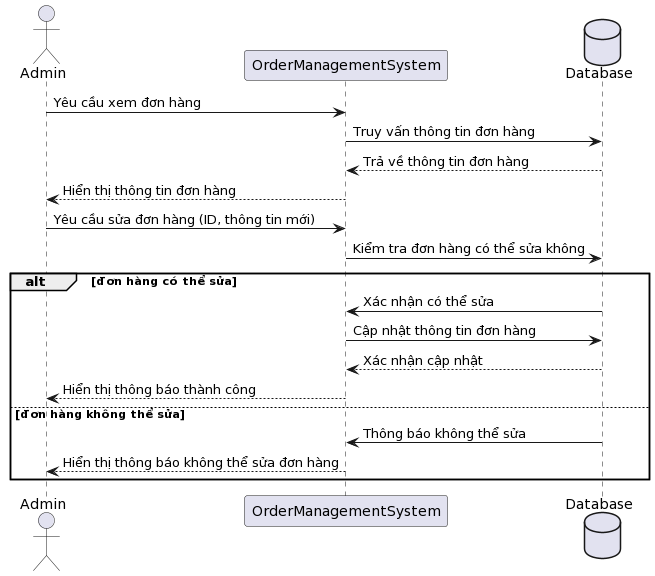 Admin
OrderManagementSystem
Database
Yêu cầu xem đơn hàng
Truy vấn thông tin đơn hàng
Trả về thông tin đơn hàng
Hiển thị thông tin đơn hàng
Yêu cầu sửa đơn hàng (ID, thông tin mới)
Kiểm tra đơn hàng có thể sửa không
alt [đơn hàng có thể sửa]
Xác nhận có thể sửa
Cập nhật thông tin đơn hàng
Xác nhận cập nhật
Hiển thị thông báo thành công
[đơn hàng không thể sửa]
Thông báo không thể sửa
Hiển thị thông báo không thể sửa đơn hàng
Admin
OrderManagementSystem
Database